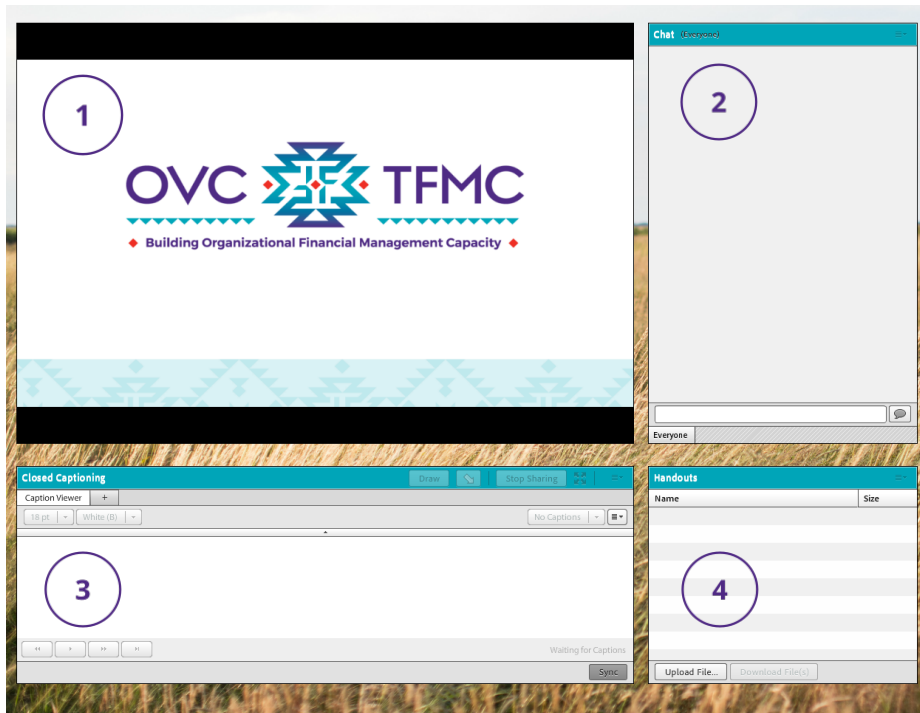 1
OVC TFMC
Building Organizational Financial Management Capacity
Chat (Everyone)
2
Everyone
Closed Captioning Draw Stop Sharing
Caption Viewer +
18 pt White (B) No Captions
3
Waiting for Captions
Sync
Handouts
Name Size
4
Upload File... Download File(s)